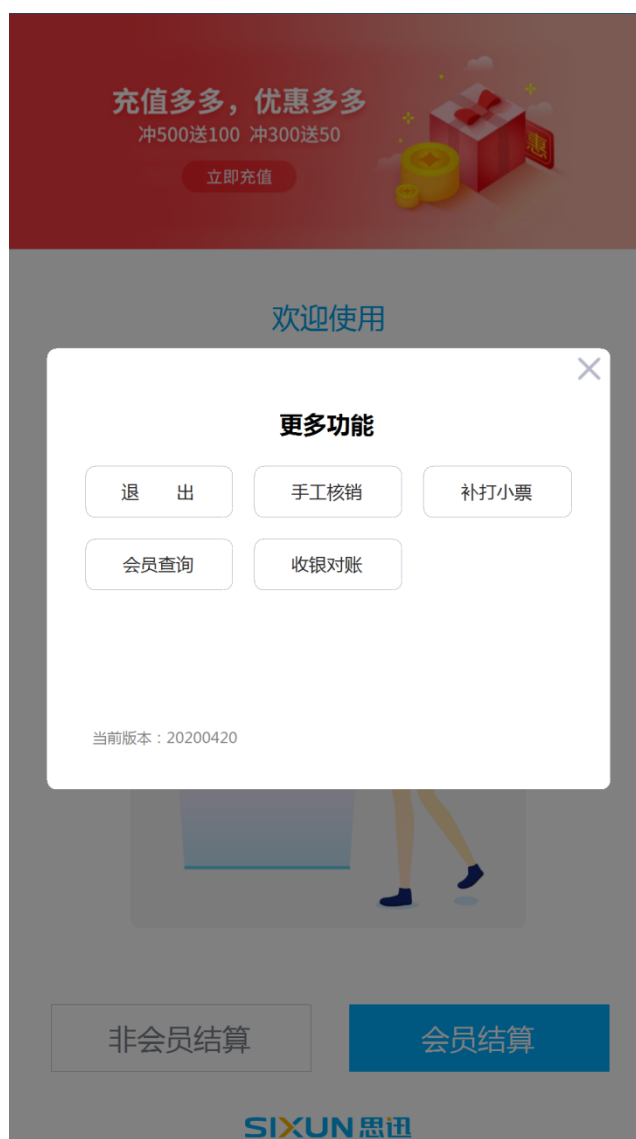 充值多多，优惠多多
冲500送100 冲300送50
立即充值
惠
欢迎使用
更多功能
退 出
手工核销
补打小票
会员查询
收银对账
当前版本：20200420
非会员结算
会员结算
SIXUN思迅